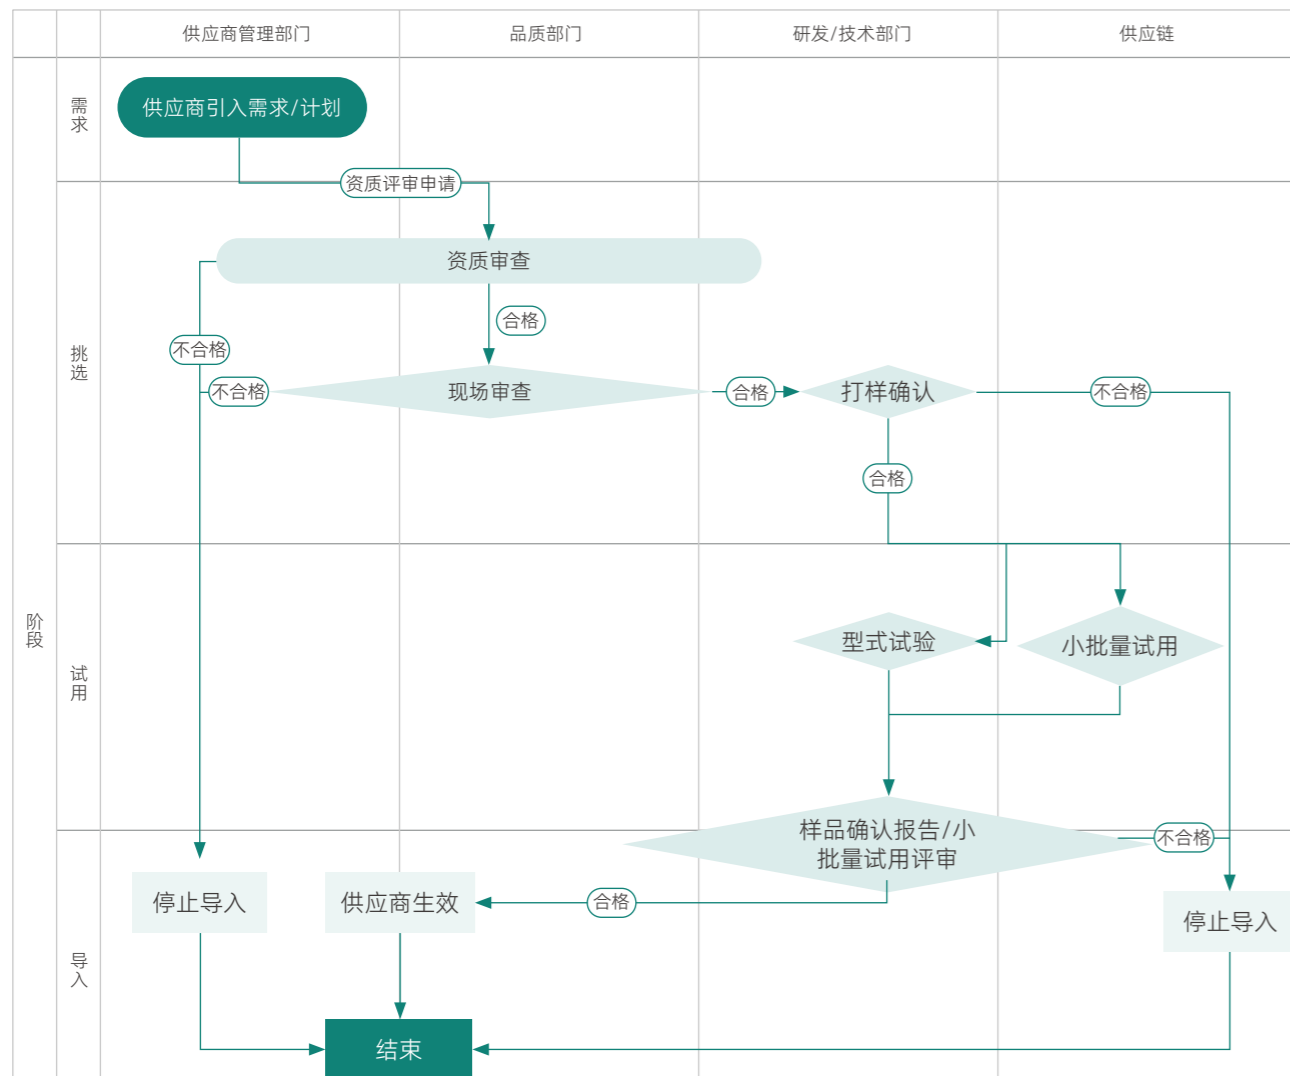 供应商管理部门
品质部门
研发/技术部门
供应链
阶段
需求
供应商引入需求/计划
资质评审申请
挑选
资质审查
合格
不合格
不合格
现场审查
合格
打样确认
不合格
合格
试用
型式试验
小批量试用
样品确认报告/小
批量试用评审
不合格
导入
停止导入
供应商生效
合格
停止导入
结束